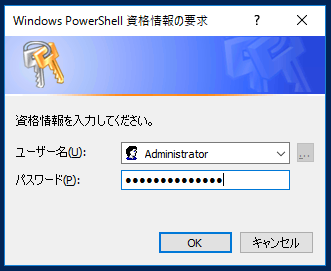 Windows PowerShell 資格情報の要求
? ×
資格情報を入力してください。
ユーザー名(U): Administrator ...
パスワード(P): ●●●●●●●●●●●●●●
OK キャンセル